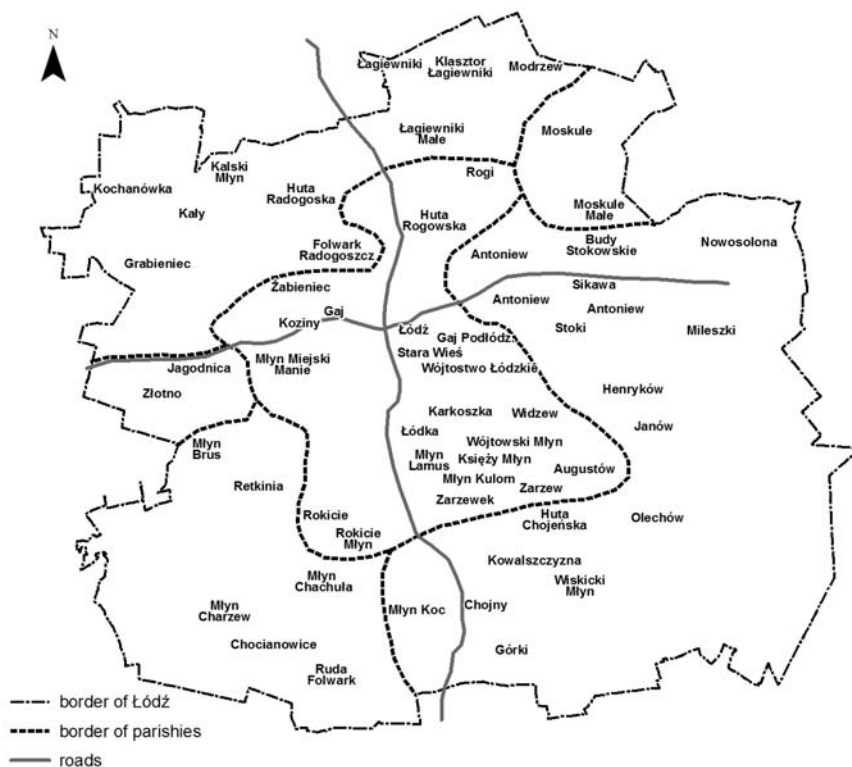 N
Łagiewniki
Klasztor
Łagiewniki
Modrzew
Łagiewniki
Małe
Moskule
Rogi
Kalski
Młyn
Kochanówka
Kały
Huta
Radogoska
Huta
Rogowska
Moskule
Małe
Budy
Stokowskie
Nowosolona
Grabieniec
Folwark
Radogoszcz
Antoniew
Żabieniec
Sikawa
Antoniew
Antoniew
Gaj
Koziny
Łódź
Stoki
Mileszki
Gaj Podłódz.
Stara Wieś
Wójtostwo Łódzkie
Młyn Miejski
Manie
Jagodnica
Złotno
Henryków
Karkoszka
Widzew
Janów
Łódka
Młyn
Brus
Wójtowski Młyn
Młyn
Lamus
Księży Młyn
Augustów
Młyn Kulom
Zarzew
Retkinia
Zarzewek
Rokicie
Huta
Chojeńska
Olechów
Rokicie
Młyn
Kowalszczyzna
Młyn
Chachuła
Wiskicki
Młyn
Młyn
Charzew
Młyn Koc
Chojny
Chocianowice
Górki
Ruda
Folwark
border of Łódź
border of parishies
roads